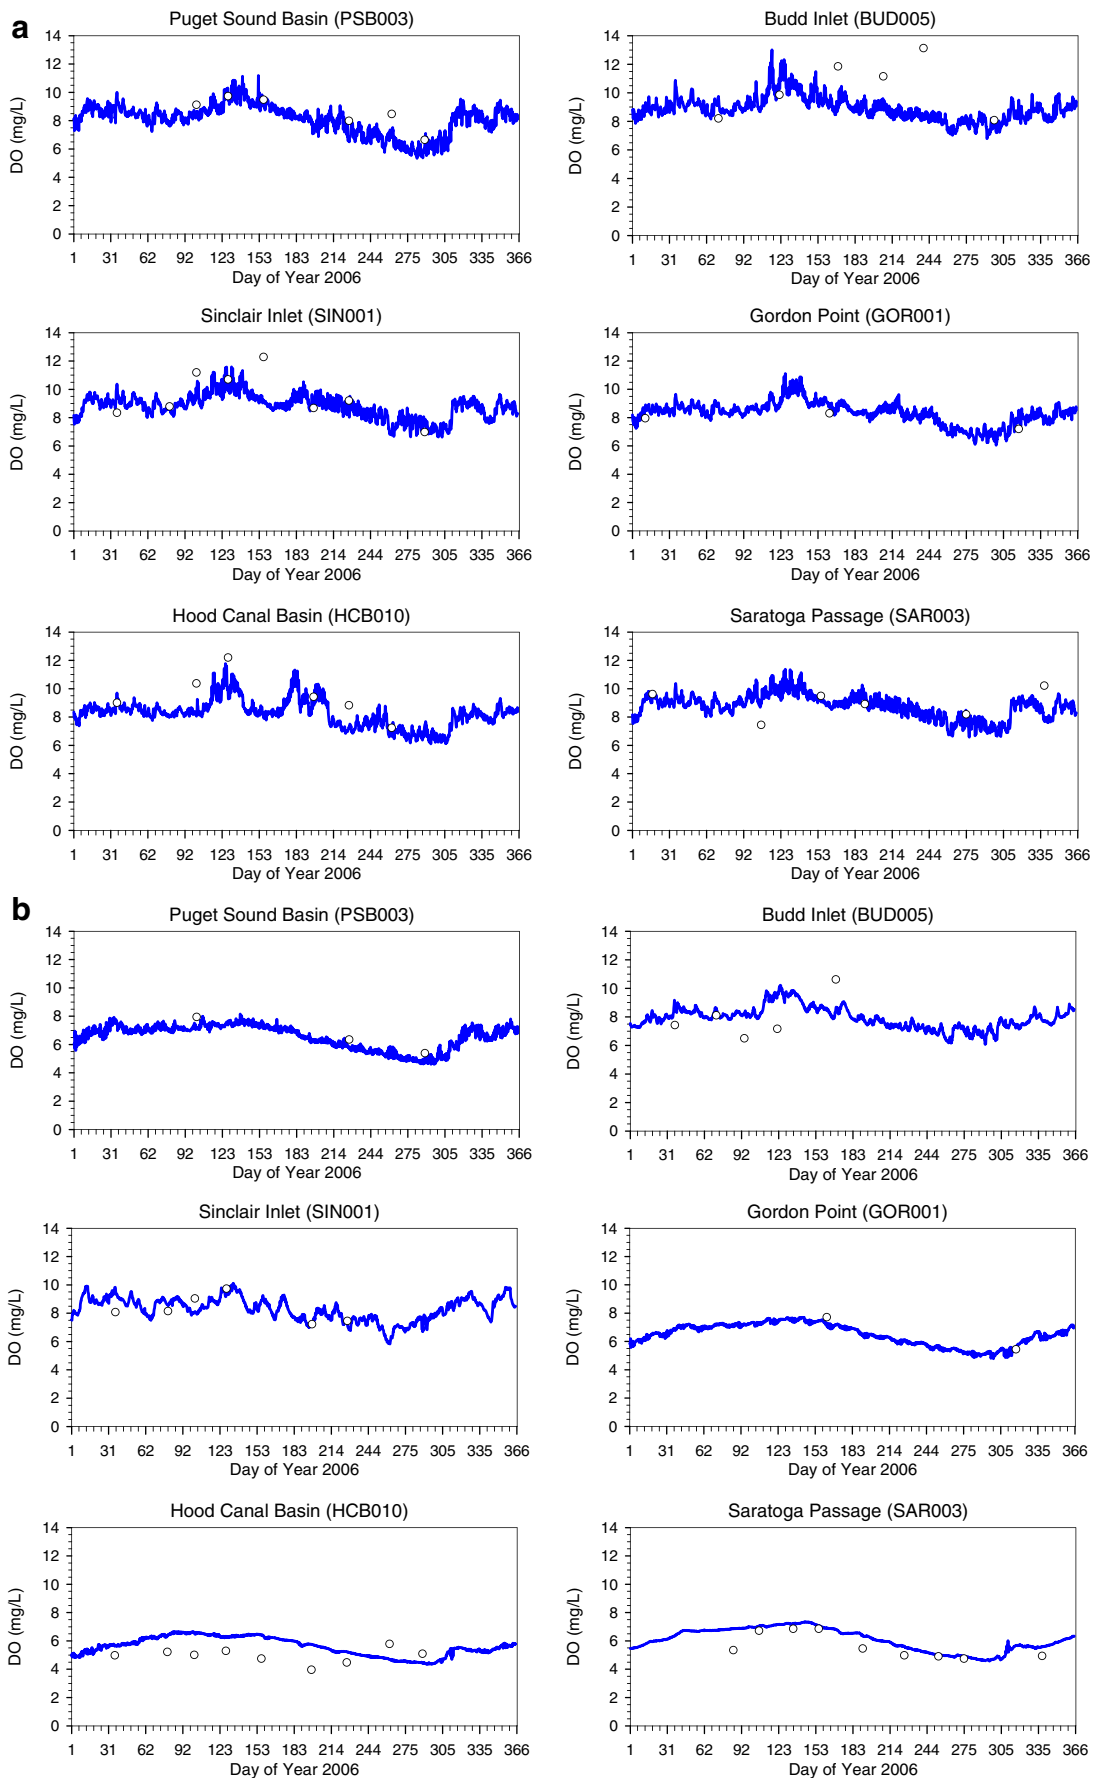 a
Puget Sound Basin (PSB003)
DO (mg/L)
14
12
10
8
6
4
2
0
1 31 62 92 123 153 183 214 244 275 305 335 366
Day of Year 2006
Budd Inlet (BUD005)
DO (mg/L)
14
12
10
8
6
4
2
0
1 31 62 92 123 153 183 214 244 275 305 335 366
Day of Year 2006
Sinclair Inlet (SIN001)
DO (mg/L)
14
12
10
8
6
4
2
0
1 31 62 92 123 153 183 214 244 275 305 335 366
Day of Year 2006
Gordon Point (GOR001)
DO (mg/L)
14
12
10
8
6
4
2
0
1 31 62 92 123 153 183 214 244 275 305 335 366
Day of Year 2006
Hood Canal Basin (HCB010)
DO (mg/L)
14
12
10
8
6
4
2
0
1 31 62 92 123 153 183 214 244 275 305 335 366
Day of Year 2006
Saratoga Passage (SAR003)
DO (mg/L)
14
12
10
8
6
4
2
0
1 31 62 92 123 153 183 214 244 275 305 335 366
Day of Year 2006
b
Puget Sound Basin (PSB003)
DO (mg/L)
14
12
10
8
6
4
2
0
1 31 62 92 123 153 183 214 244 275 305 335 366
Day of Year 2006
Budd Inlet (BUD005)
DO (mg/L)
14
12
10
8
6
4
2
0
1 31 62 92 123 153 183 214 244 275 305 335 366
Day of Year 2006
Sinclair Inlet (SIN001)
DO (mg/L)
14
12
10
8
6
4
2
0
1 31 62 92 123 153 183 214 244 275 305 335 366
Day of Year 2006
Gordon Point (GOR001)
DO (mg/L)
14
12
10
8
6
4
2
0
1 31 62 92 123 153 183 214 244 275 305 335 366
Day of Year 2006
Hood Canal Basin (HCB010)
DO (mg/L)
14
12
10
8
6
4
2
0
1 31 62 92 123 153 183 214 244 275 305 335 366
Day of Year 2006
Saratoga Passage (SAR003)
DO (mg/L)
14
12
10
8
6
4
2
0
1 31 62 92 123 153 183 214 244 275 305 335 366
Day of Year 2006